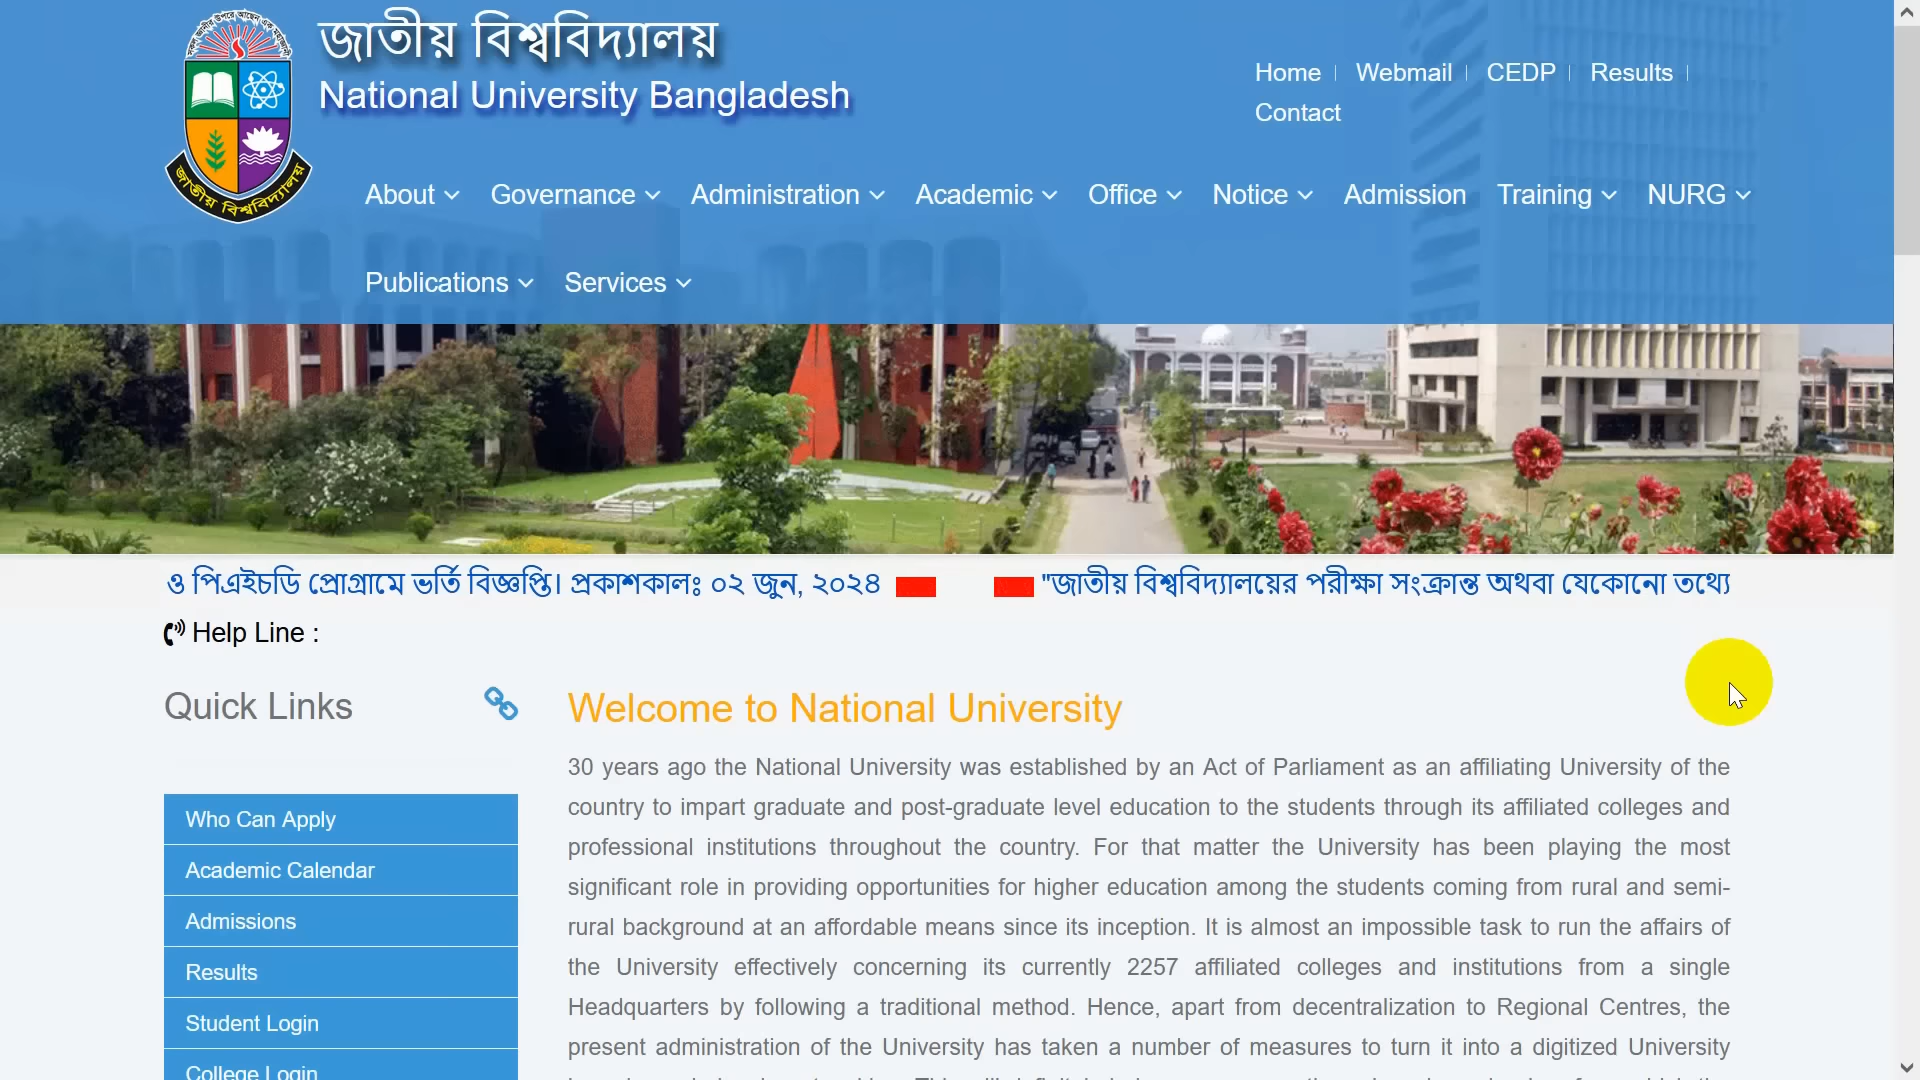 সকল জ্ঞানীর উপরে আছেন এক মহাজ্ঞানী
জাতীয় বিশ্ববিদ্যালয়
জাতীয় বিশ্ববিদ্যালয়
National University Bangladesh
Home
Webmail
CEDP
Results
Contact
About
Governance
Administration
Academic
Office
Notice
Admission
Training
NURG
Publications
Services
ও পিএইচডি প্রোগ্রামে ভর্তি বিজ্ঞপ্তি। প্রকাশকালঃ ০২ জুন, ২০২৪
"জাতীয় বিশ্ববিদ্যালয়ের পরীক্ষা সংক্রান্ত অথবা যেকোনো তথ্যে
Help Line :
Quick Links
Who Can Apply
Academic Calendar
Admissions
Results
Student Login
College Login
Welcome to National University
30 years ago the National University was established by an Act of Parliament as an affiliating University of the
country to impart graduate and post-graduate level education to the students through its affiliated colleges and
professional institutions throughout the country. For that matter the University has been playing the most
significant role in providing opportunities for higher education among the students coming from rural and semi-
rural background at an affordable means since its inception. It is almost an impossible task to run the affairs of
the University effectively concerning its currently 2257 affiliated colleges and institutions from a single
Headquarters by following a traditional method. Hence, apart from decentralization to Regional Centres, the
present administration of the University has taken a number of measures to turn it into a digitized University